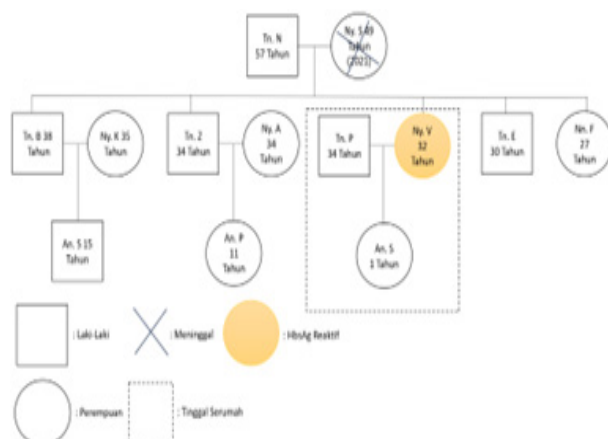 Tn. N
57 Tahun
Ny. S 49
Tahun
(2021)
Tn. B 38
Tahun
Ny. K 35
Tahun
Tn. Z
34 Tahun
Ny. A
34
Tahun
Tn. P
34 Tahun
Ny. V
32
Tahun
Tn. E
30 Tahun
Nn. F
27
Tahun
An. S 15
Tahun
An. P
11
Tahun
An. S
1 Tahun
: Laki-Laki
: Meninggal
: HbsAg Reaktif
: Perempuan
: Tinggal Serumah